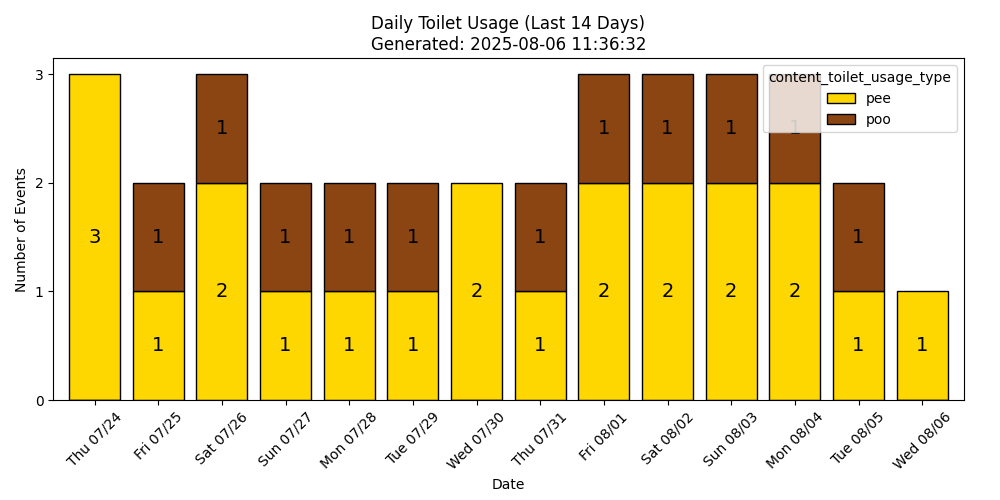 Daily Toilet Usage (Last 14 Days)
Generated: 2025-08-06 11:36:32
content_toilet_usage_type
pee
poo
Number of Events
3
2
1
0
3
1
1
1
2
1
1
1
1
1
1
2
1
1
1
2
1
2
1
2
1
2
1
1
1
Thu 07/24
Fri 07/25
Sat 07/26
Sun 07/27
Mon 07/28
Tue 07/29
Wed 07/30
Thu 07/31
Fri 08/01
Sat 08/02
Sun 08/03
Mon 08/04
Tue 08/05
Wed 08/06
Date